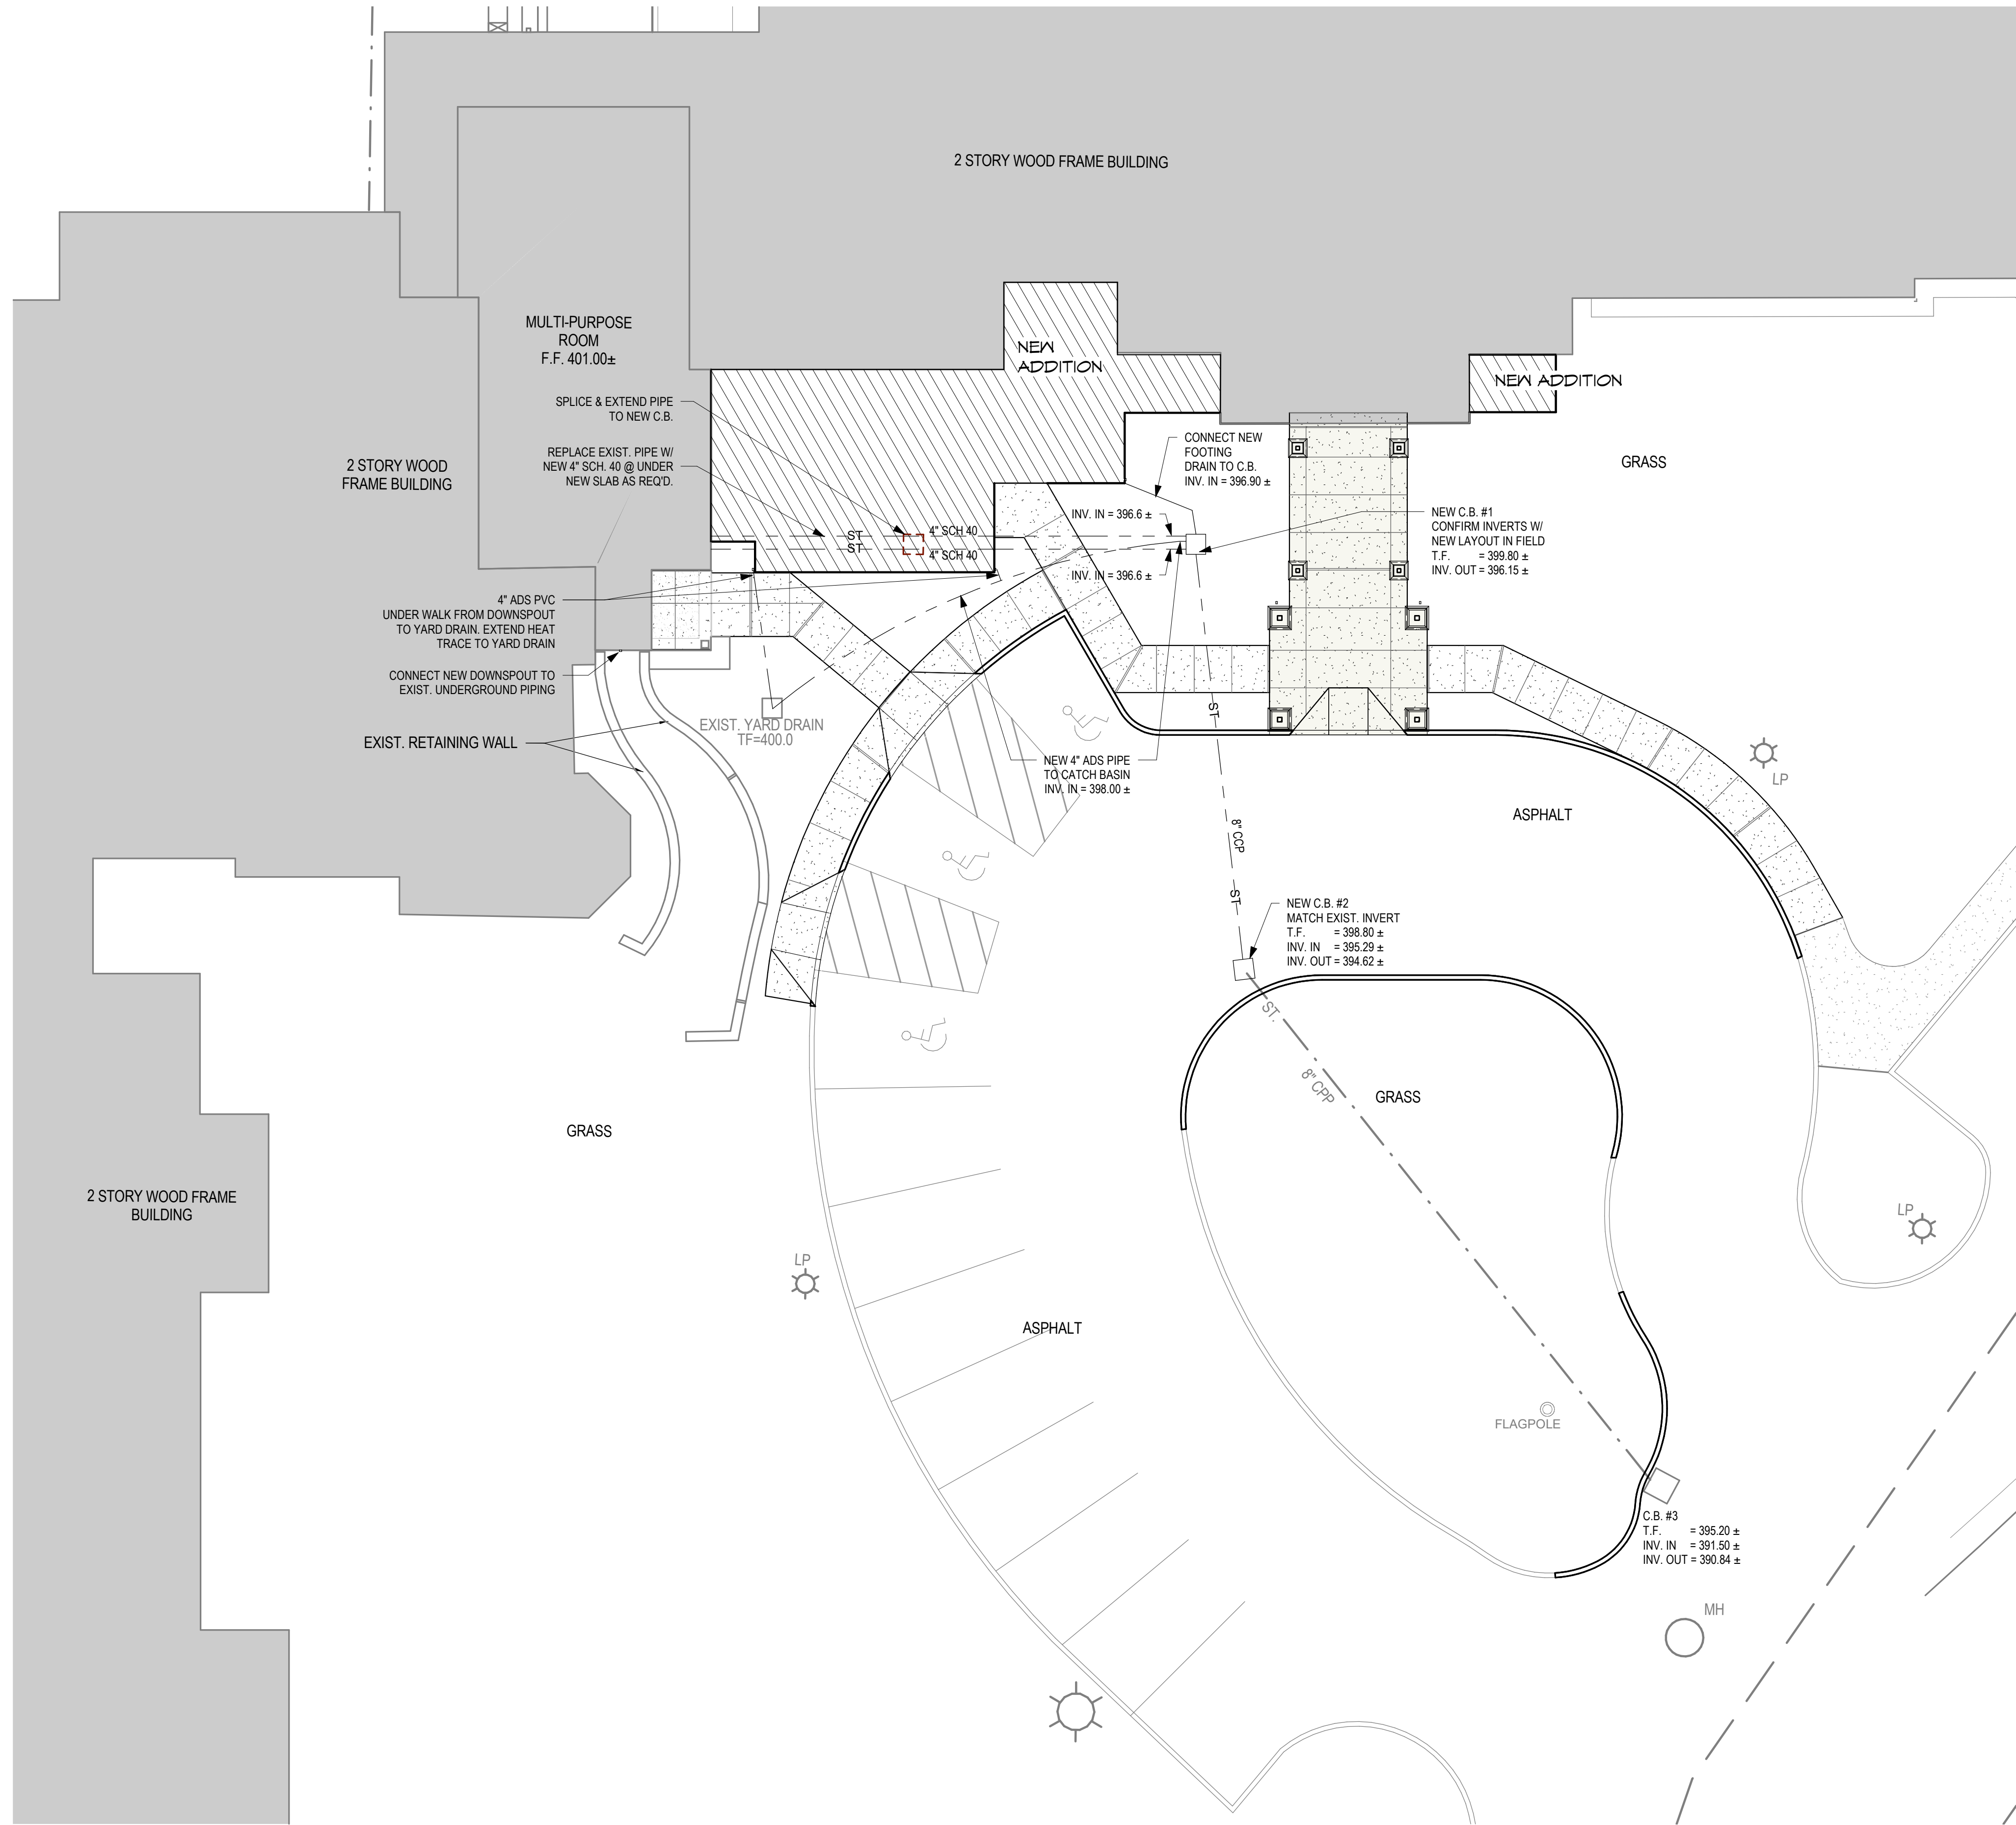 2 STORY WOOD FRAME BUILDING
MULTI-PURPOSE
ROOM
F.F. 401.00±
NEW
ADDITION
NEW ADDITION
SPLICE & EXTEND PIPE
TO NEW C.B.
REPLACE EXIST. PIPE W/
NEW 4" SCH. 40 @ UNDER
NEW SLAB AS REQ'D.
2 STORY WOOD
FRAME BUILDING
CONNECT NEW
FOOTING
DRAIN TO C.B.
INV. IN = 396.90 ±
GRASS
INV. IN = 396.6 ±
NEW C.B. #1
CONFIRM INVERTS W/
NEW LAYOUT IN FIELD
T.F. = 399.80 ±
INV. OUT = 396.15 ±
ST
4" SCH 40
ST
4" SCH 40
INV. IN = 396.6 ±
4" ADS PVC
UNDER WALK FROM DOWNSPOUT
TO YARD DRAIN. EXTEND HEAT
TRACE TO YARD DRAIN
CONNECT NEW DOWNSPOUT TO
EXIST. UNDERGROUND PIPING
EXIST. RETAINING WALL
EXIST. YARD DRAIN
TF=400.0
ST
NEW 4" ADS PIPE
TO CATCH BASIN
INV. IN = 398.00 ±
LP
ASPHALT
8" CCP
ST
NEW C.B. #2
MATCH EXIST. INVERT
T.F. = 398.80 ±
INV. IN = 395.29 ±
INV. OUT = 394.62 ±
ST.
8" CPP
GRASS
GRASS
2 STORY WOOD FRAME
BUILDING
LP
LP
ASPHALT
FLAGPOLE
C.B. #3
T.F. = 395.20 ±
INV. IN = 391.50 ±
INV. OUT = 390.84 ±
MH